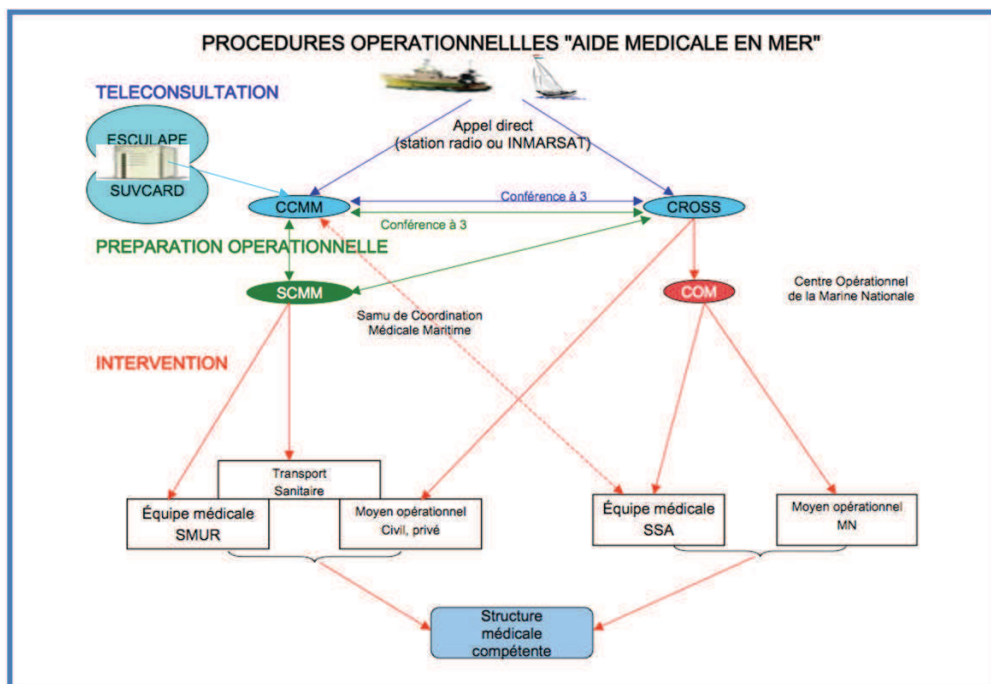 PROCEDURES OPERATIONNELLLES "AIDE MEDICALE EN MER"
TELECONSULTATION
ESCULAPE
SUVCARD
Appel direct
(station radio ou INMARSAT)
CCMM
Conférence à 3
CROSS
Conférence à 3
PREPARATION OPERATIONNELLE
SCMM
COM
Centre Opérationnel
de la Marine Nationale
Samu de Coordination
Médicale Maritime
INTERVENTION
Transport
Sanitaire
Équipe médicale
SMUR
Moyen opérationnel
Civil, privé
Équipe médicale
SSA
Moyen opérationnel
MN
Structure
médicale
compétente